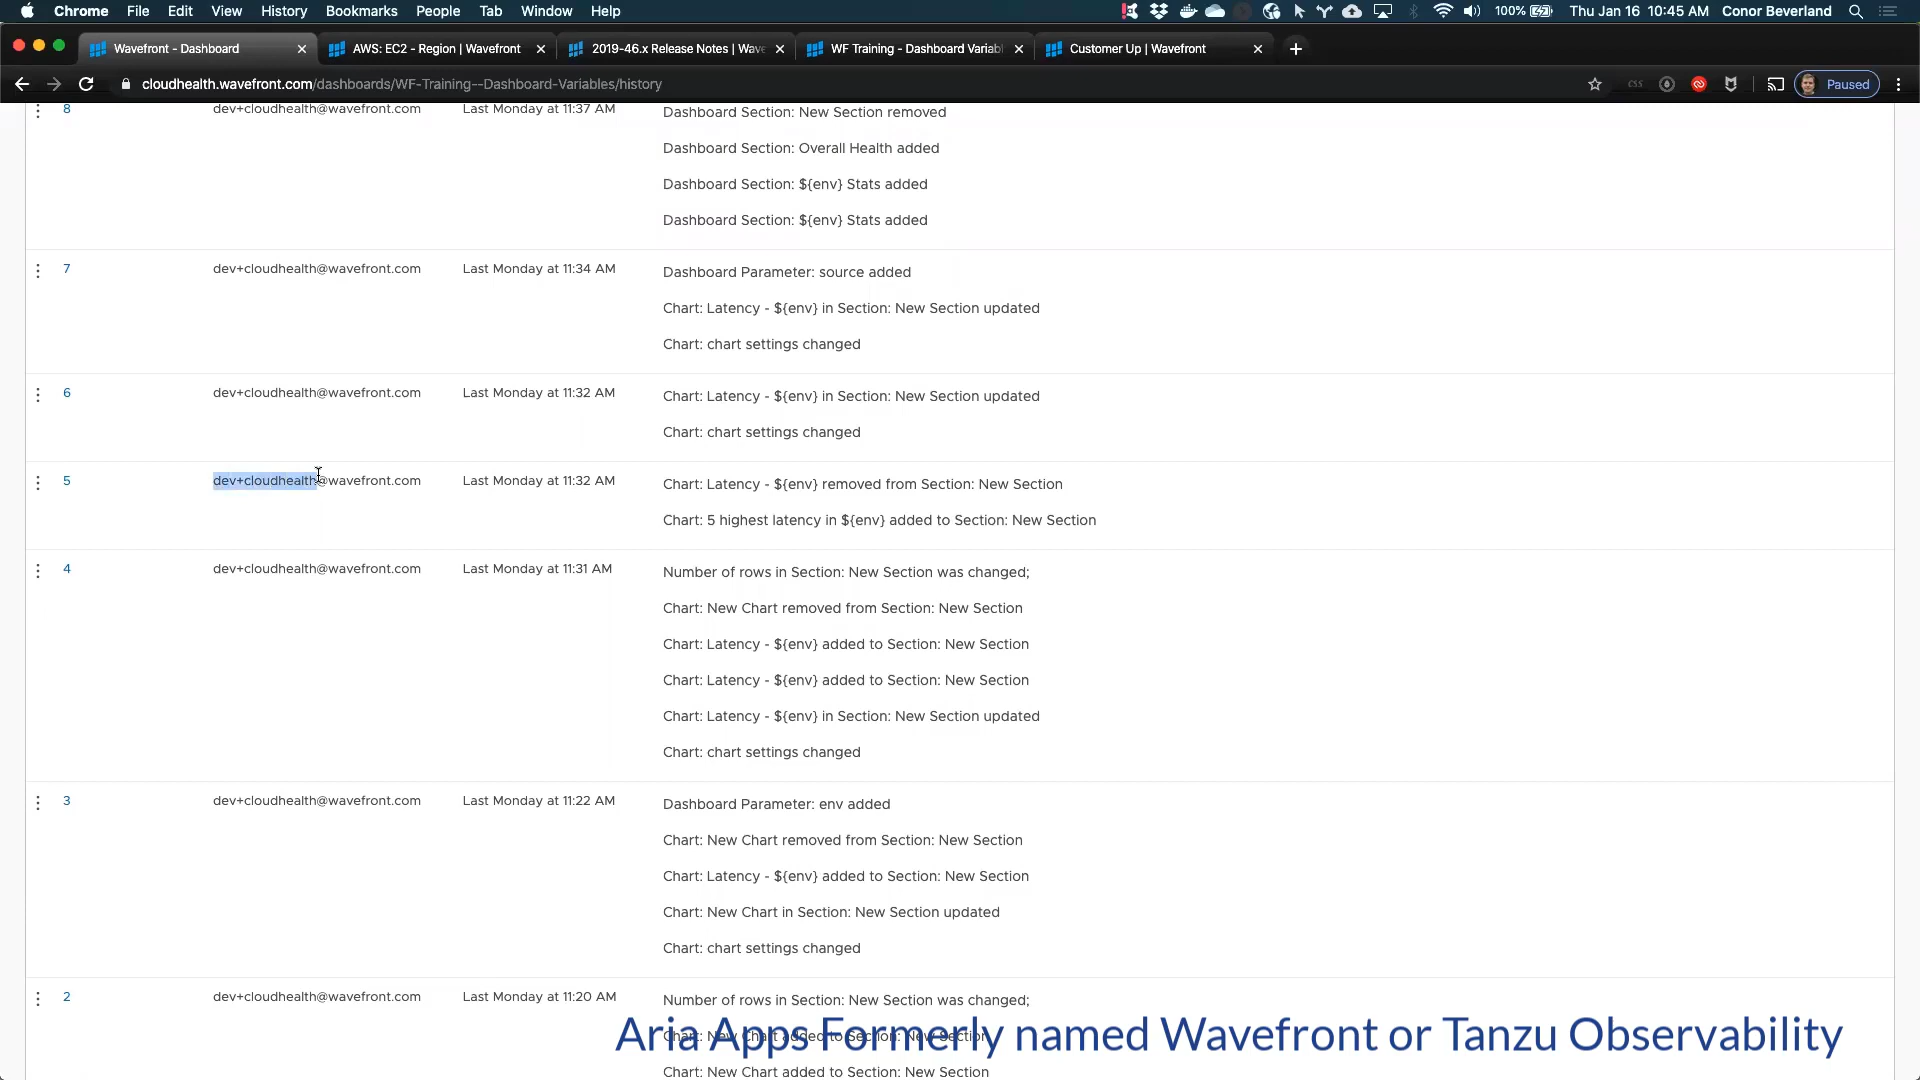 Chrome File Edit View History Bookmarks People Tab Window Help 100% Thu Jan 16 10:45 AM Conor Beverland
Wavefront - Dashboard AWS: EC2 - Region | Wavefront 2019-46.x Release Notes | Wav WF Training - Dashboard Variab Customer Up | Wavefront
cloudhealth.wavefront.com/dashboards/WF-Training--Dashboard-Variables/history Paused
8 dev+cloudhealth@wavefront.com Last Monday at 11:37 AM Dashboard Section: New Section removed
Dashboard Section: Overall Health added
Dashboard Section: ${env} Stats added
Dashboard Section: ${env} Stats added
7 dev+cloudhealth@wavefront.com Last Monday at 11:34 AM Dashboard Parameter: source added
Chart: Latency - ${env} in Section: New Section updated
Chart: chart settings changed
6 dev+cloudhealth@wavefront.com Last Monday at 11:32 AM Chart: Latency - ${env} in Section: New Section updated
Chart: chart settings changed
5 dev+cloudhealth@wavefront.com Last Monday at 11:32 AM Chart: Latency - ${env} removed from Section: New Section
Chart: 5 highest latency in ${env} added to Section: New Section
4 dev+cloudhealth@wavefront.com Last Monday at 11:31 AM Number of rows in Section: New Section was changed;
Chart: New Chart removed from Section: New Section
Chart: Latency - ${env} added to Section: New Section
Chart: Latency - ${env} added to Section: New Section
Chart: Latency - ${env} in Section: New Section updated
Chart: chart settings changed
3 dev+cloudhealth@wavefront.com Last Monday at 11:22 AM Dashboard Parameter: env added
Chart: New Chart removed from Section: New Section
Chart: Latency - ${env} added to Section: New Section
Chart: New Chart in Section: New Section updated
Chart: chart settings changed
2 dev+cloudhealth@wavefront.com Last Monday at 11:20 AM Number of rows in Section: New Section was changed;
Chart: New Chart added to Section: New Section
Aria Apps Formerly named Wavefront or Tanzu Observability
Chart: New Chart added to Section: New Section